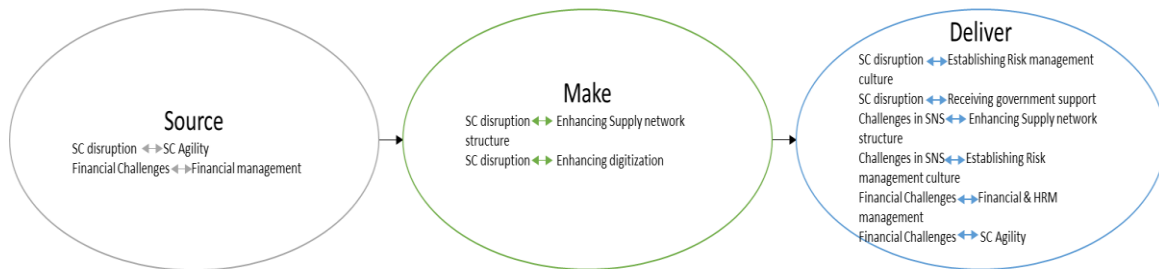 Source
SC disruption SC Agility
Financial Challenges Financial management
Make
SC disruption Enhancing Supply network
structure
SC disruption Enhancing digitization
Deliver
SC disruption Establishing Risk management
culture
SC disruption Receiving government support
Challenges in SNS Enhancing Supply network
structure
Challenges in SNS Establishing Risk
management culture
Financial Challenges Financial & HRM
management
Financial Challenges SC Agility